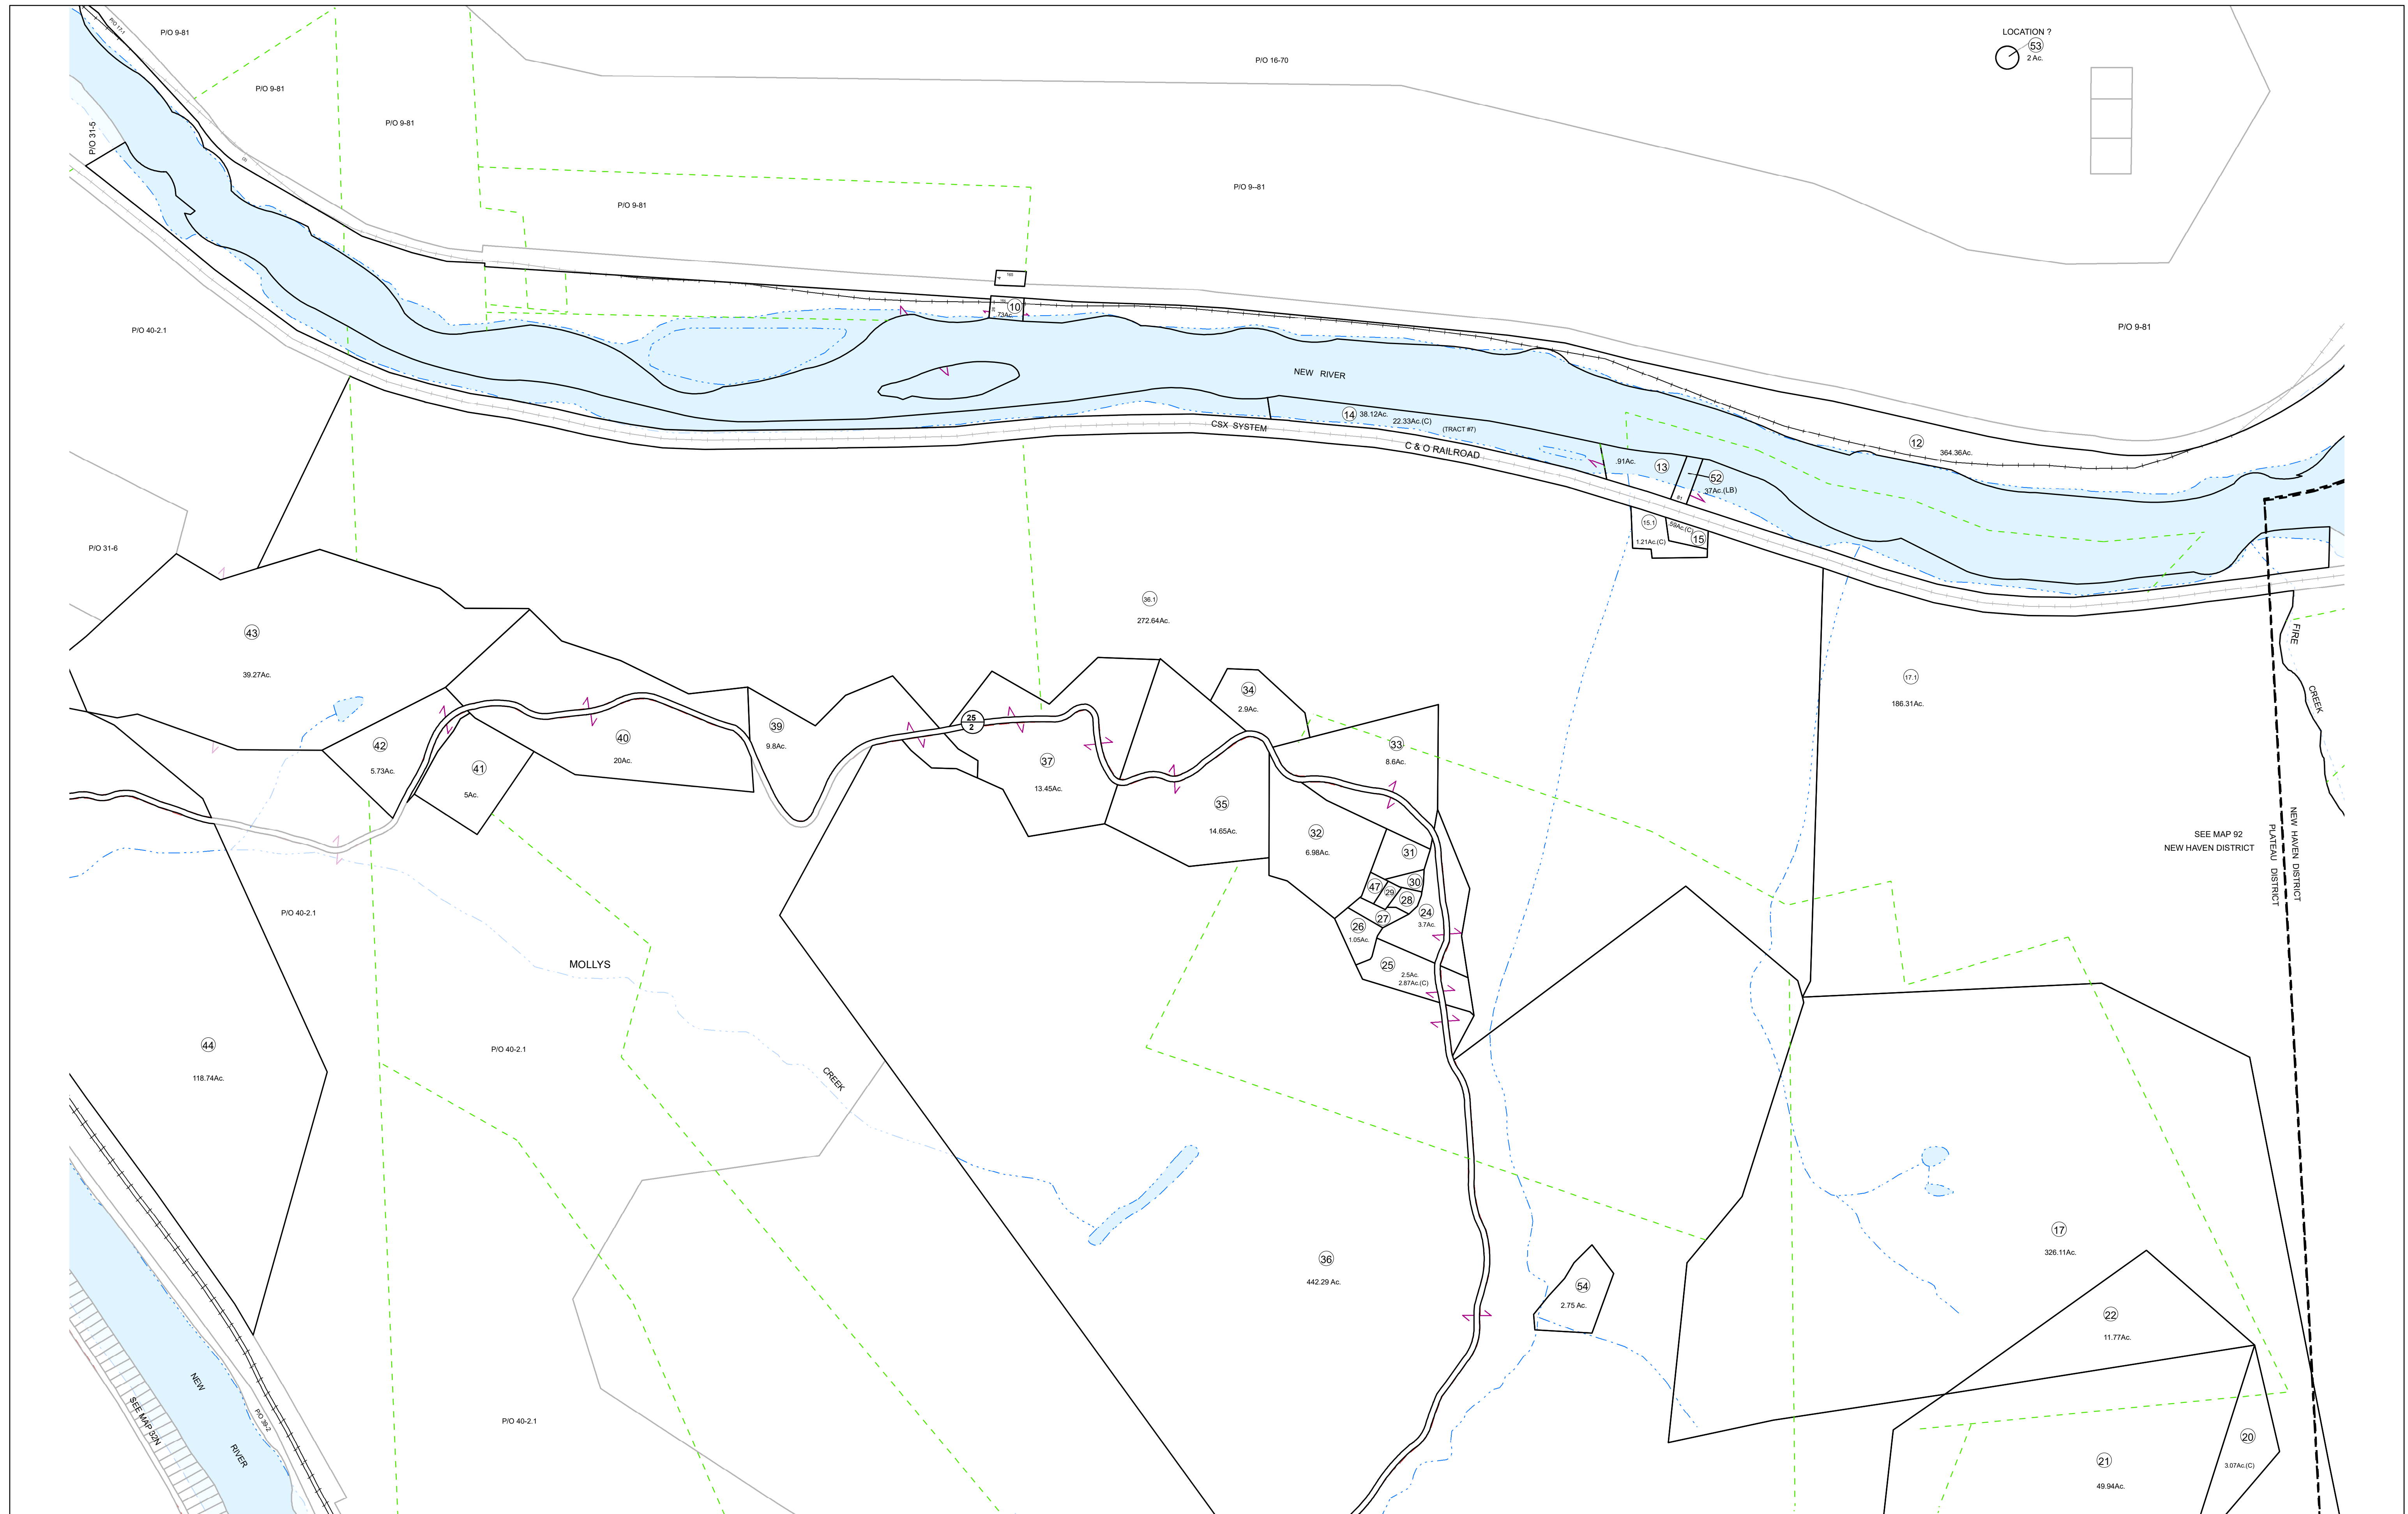 P/O 11-1
P/O 9-81
LOCATION ?
53
2 Ac.
P/O 16-70
P/O 9-81
P/O 9-81
P/O 31-5
P/O 9--81
P/O 9-81
10
.73Ac.
P/O 40-2.1
P/O 9-81
NEW RIVER
14
38.12Ac.
22.33Ac.(C)
(TRACT #7)
CSX SYSTEM
C & O RAILROAD
12
364.36Ac.
.91Ac.
13
52
.37Ac.(LB)
81
15.1
.59Ac.(C)
15
1.21Ac.(C)
P/O 31-6
36.1
272.64Ac.
43
39.27Ac.
FIRE
CREEK
17.1
186.31Ac.
34
2.9Ac.
25
2
39
9.8Ac.
40
20Ac.
42
5.73Ac.
41
5Ac.
37
13.45Ac.
33
8.6Ac.
35
14.65Ac.
32
6.98Ac.
31
SEE MAP 92
NEW HAVEN DISTRICT
PLATEAU DISTRICT
NEW HAVEN DISTRICT
47
29
30
28
27
24
3.7Ac.
26
1.05Ac.
25
2.5Ac.
2.87Ac.(C)
P/O 40-2.1
MOLLYS
CREEK
44
118.74Ac.
P/O 40-2.1
36
442.29 Ac.
54
2.75 Ac.
17
326.11Ac.
22
11.77Ac.
NEW
RIVER
SEE MAP 32N
P/O 39-2
P/O 40-2.1
20
3.07Ac.(C)
21
49.94Ac.